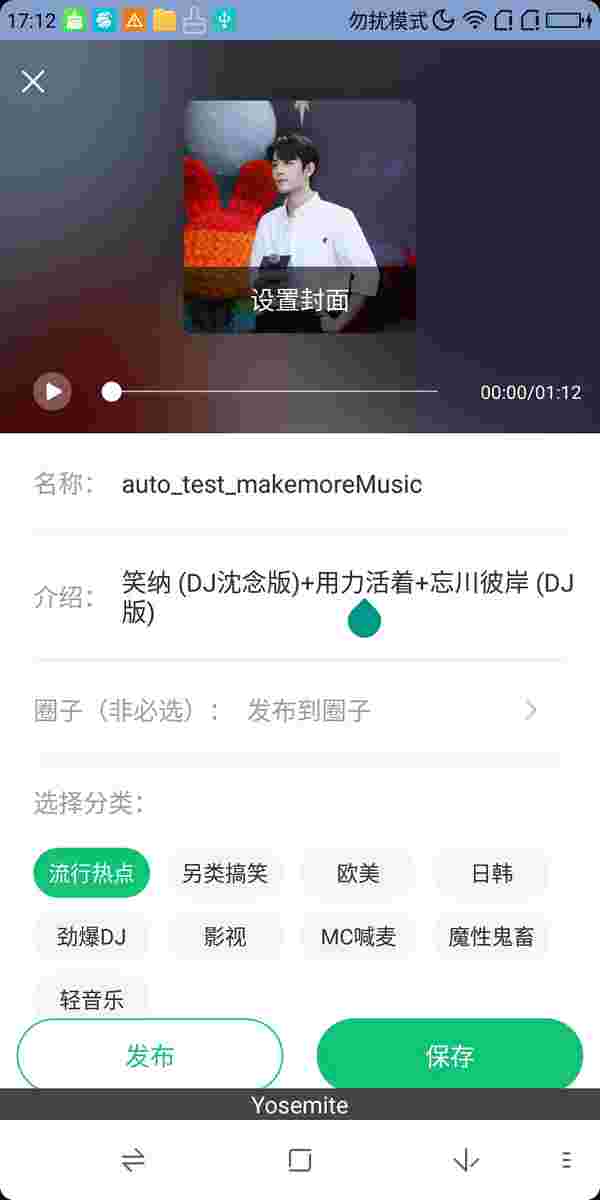 17:12 勿扰模式
设置封面
00:00/01:12
名称： auto_test_makemoreMusic
介绍： 笑纳 (DJ沈念版)+用力活着+忘川彼岸 (DJ
版)
圈子（非必选）： 发布到圈子
选择分类：
流行热点 另类搞笑 欧美 日韩
劲爆DJ 影视 MC喊麦 魔性鬼畜
轻音乐
发布 保存
Yosemite